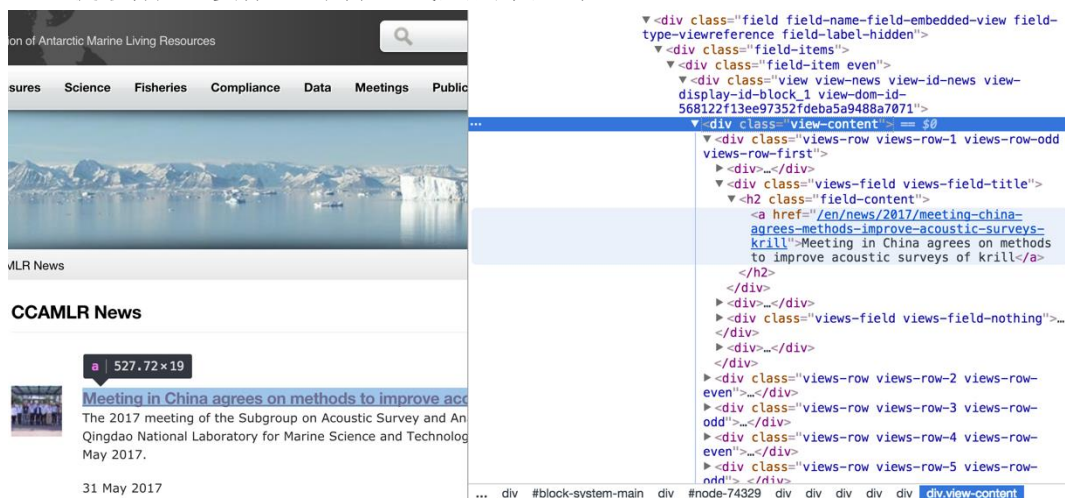 ion of Antarctic Marine Living Resources
sures Science Fisheries Compliance Data Meetings Public
MLR News
CCAMLR News
a | 527.72×19
Meeting in China agrees on methods to improve aco
The 2017 meeting of the Subgroup on Acoustic Survey and An
Qingdao National Laboratory for Marine Science and Technolog
May 2017.
31 May 2017
▼<div class="field field-name-field-embedded-view field-
type-viewreference field-label-hidden">
▼<div class="field-items">
▼<div class="field-item even">
▼<div class="view view-news view-id-news view-
display-id-block_1 view-dom-id-
568122f13ee97352fdeba5a9488a7071">
… ▼<div class="view-content"> == $0
▼<div class="views-row views-row-1 views-row-odd
views-row-first">
▶<div>…</div>
▼<div class="views-field views-field-title">
▼<h2 class="field-content">
<a href="/en/news/2017/meeting-china-
agrees-methods-improve-acoustic-surveys-
krill">Meeting in China agrees on methods
to improve acoustic surveys of krill</a>
</h2>
</div>
▶<div>…</div>
▶<div class="views-field views-field-nothing">…
</div>
▶<div>…</div>
</div>
▶<div class="views-row views-row-2 views-row-
even">…</div>
▶<div class="views-row views-row-3 views-row-
odd">…</div>
▶<div class="views-row views-row-4 views-row-
even">…</div>
▶<div class="views-row views-row-5 views-row-
odd">…</div>
… div #block-system-main div #node-74329 div div div div div div.view-content